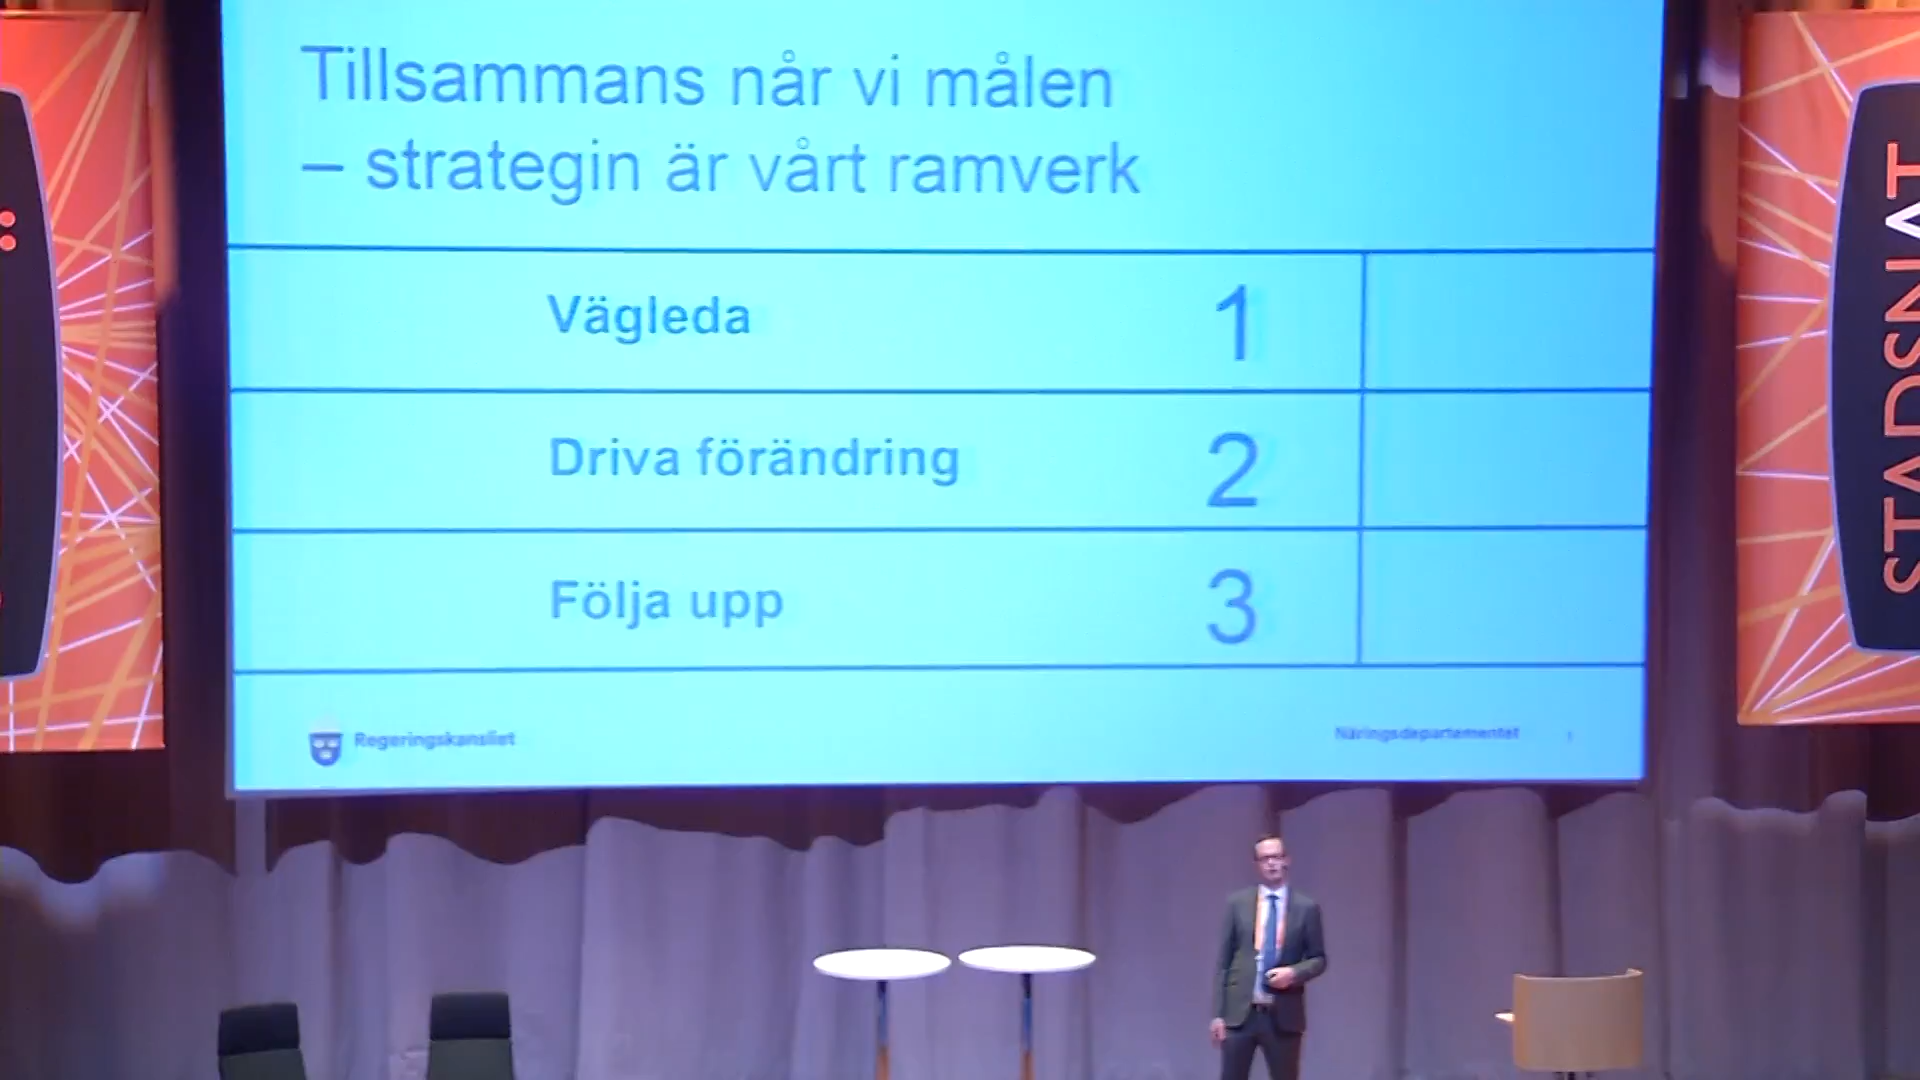 Tillsammans når vi målen
– strategin är vårt ramverk
Vägleda 1
Driva förändring 2
Följa upp 3
Regeringskansliet
Näringsdepartementet
STADSNÄT